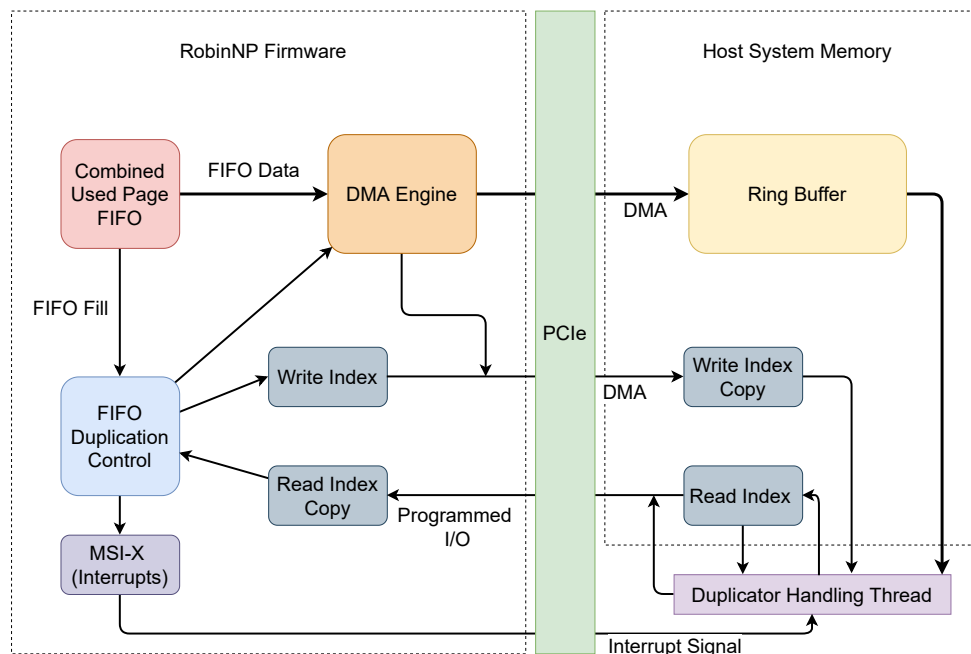 RobinNP Firmware
Host System Memory
Combined
Used Page
FIFO
FIFO Data
DMA Engine
DMA
Ring Buffer
FIFO Fill
PCIe
FIFO
Duplication
Control
Write Index
DMA
Write Index
Copy
Read Index
Copy
Programmed
I/O
Read Index
MSI-X
(Interrupts)
Duplicator Handling Thread
Interrupt Signal